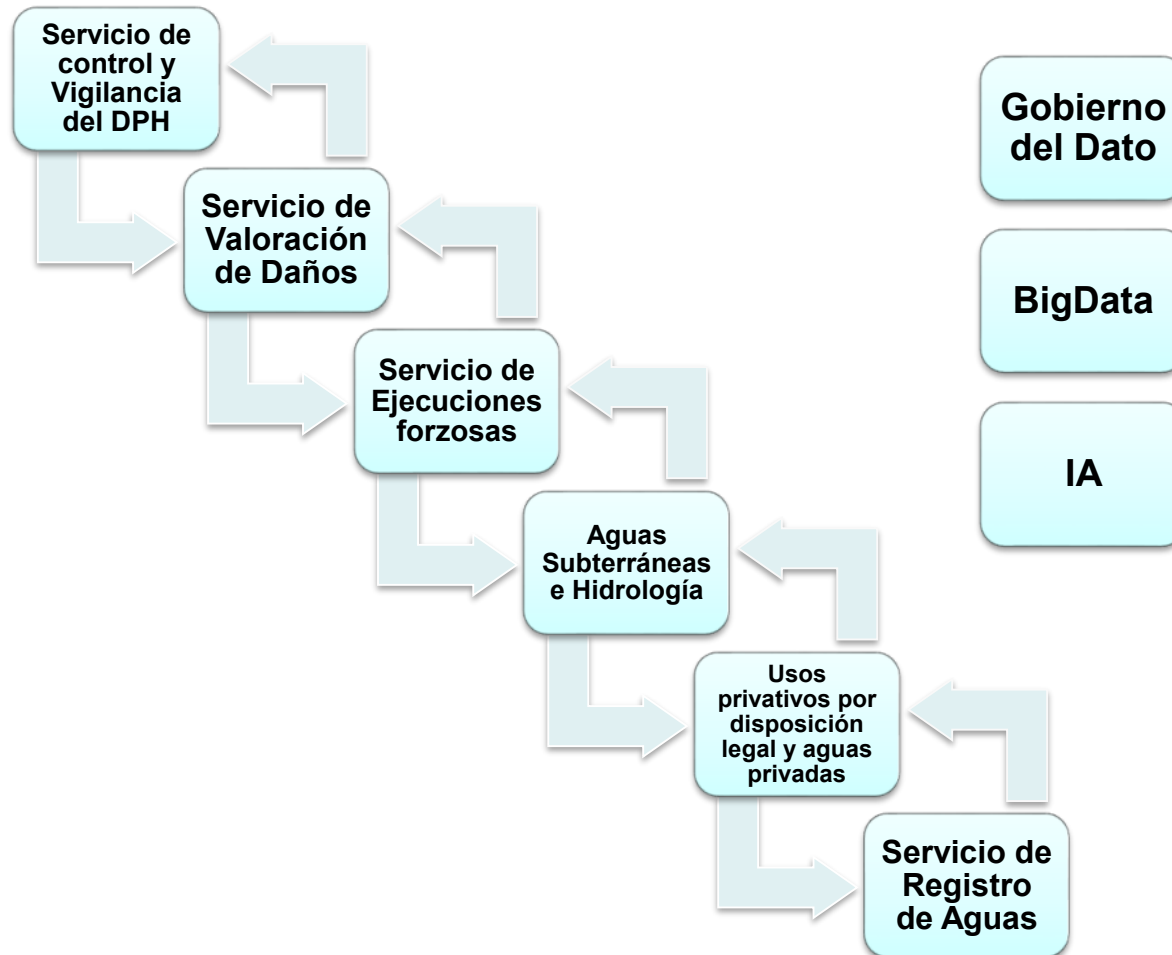 Servicio de
control y
Vigilancia
del DPH
Servicio de
Valoración
de Daños
Servicio de
Ejecuciones
forzosas
Aguas
Subterráneas
e Hidrología
Usos
privativos por
disposición
legal y aguas
privadas
Servicio de
Registro
de Aguas
Gobierno
del Dato
BigData
IA